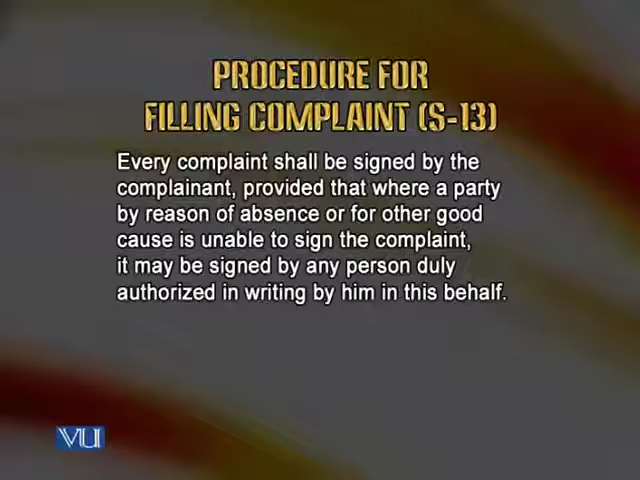 PROCEDURE FOR
FILLING COMPLAINT (S-13)
Every complaint shall be signed by the
complainant, provided that where a party
by reason of absence or for other good
cause is unable to sign the complaint,
it may be signed by any person duly
authorized in writing by him in this behalf.
VU